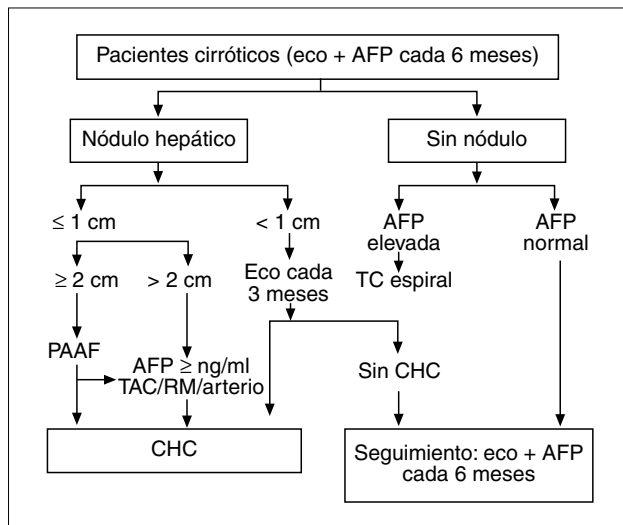 Pacientes cirróticos (eco + AFP cada 6 meses)
Nódulo hepático
Sin nódulo
≤ 1 cm
< 1 cm
AFP
elevada
AFP
normal
≥ 2 cm
> 2 cm
Eco cada
3 meses
TC espiral
PAAF
AFP ≥ ng/ml
TAC/RM/arterio
Sin CHC
CHC
Seguimiento: eco + AFP
cada 6 meses